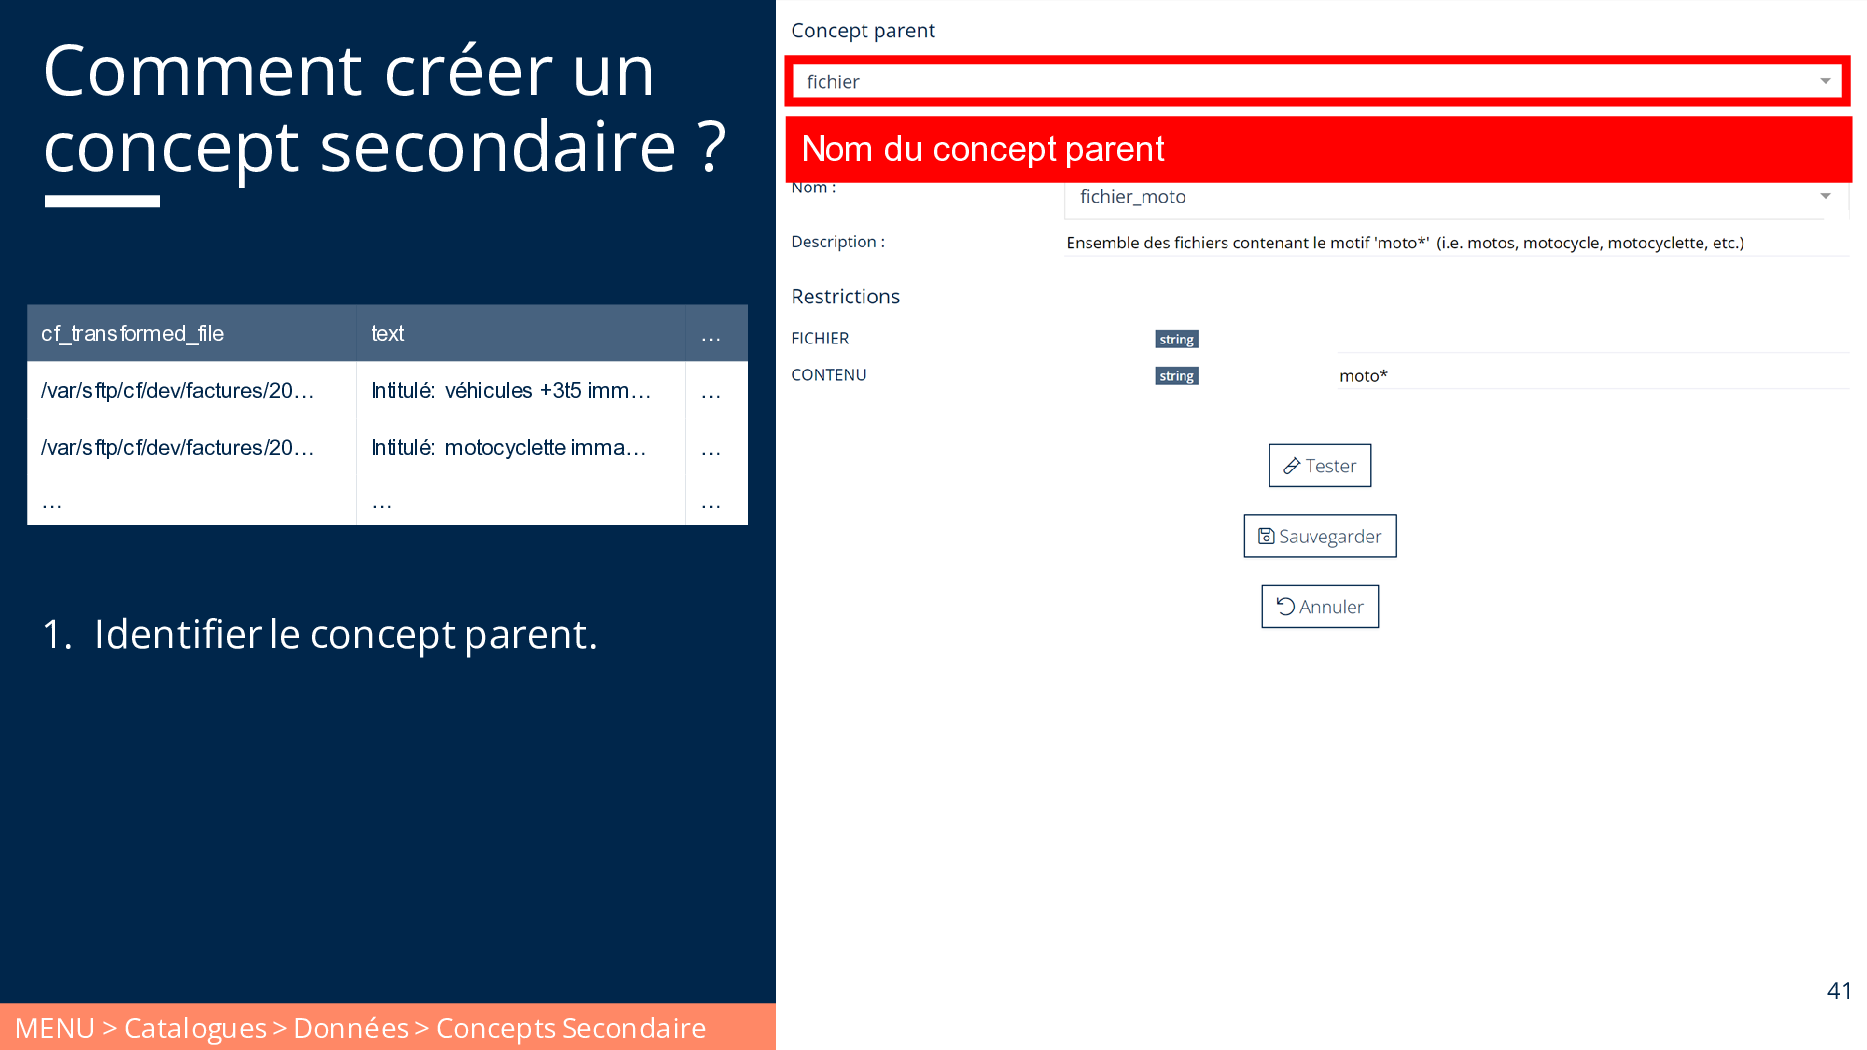 Comment créer un
concept secondaire ?
cf_transformed_file text ...
/var/sftp/cf/dev/factures/20... Intitulé: véhicules +3t5 imm... ...
/var/sftp/cf/dev/factures/20... Intitulé: motocyclette imma... ...
... ... ...
1. Identifier le concept parent.
MENU > Catalogues > Données > Concepts Secondaire
Concept parent
fichier
Nom du concept parent
Nom :
fichier_moto
Description :
Ensemble des fichiers contenant le motif 'moto*' (i.e. motos, motocycle, motocyclette, etc.)
Restrictions
FICHIER string
CONTENU string moto*
Tester
Sauvegarder
Annuler
41